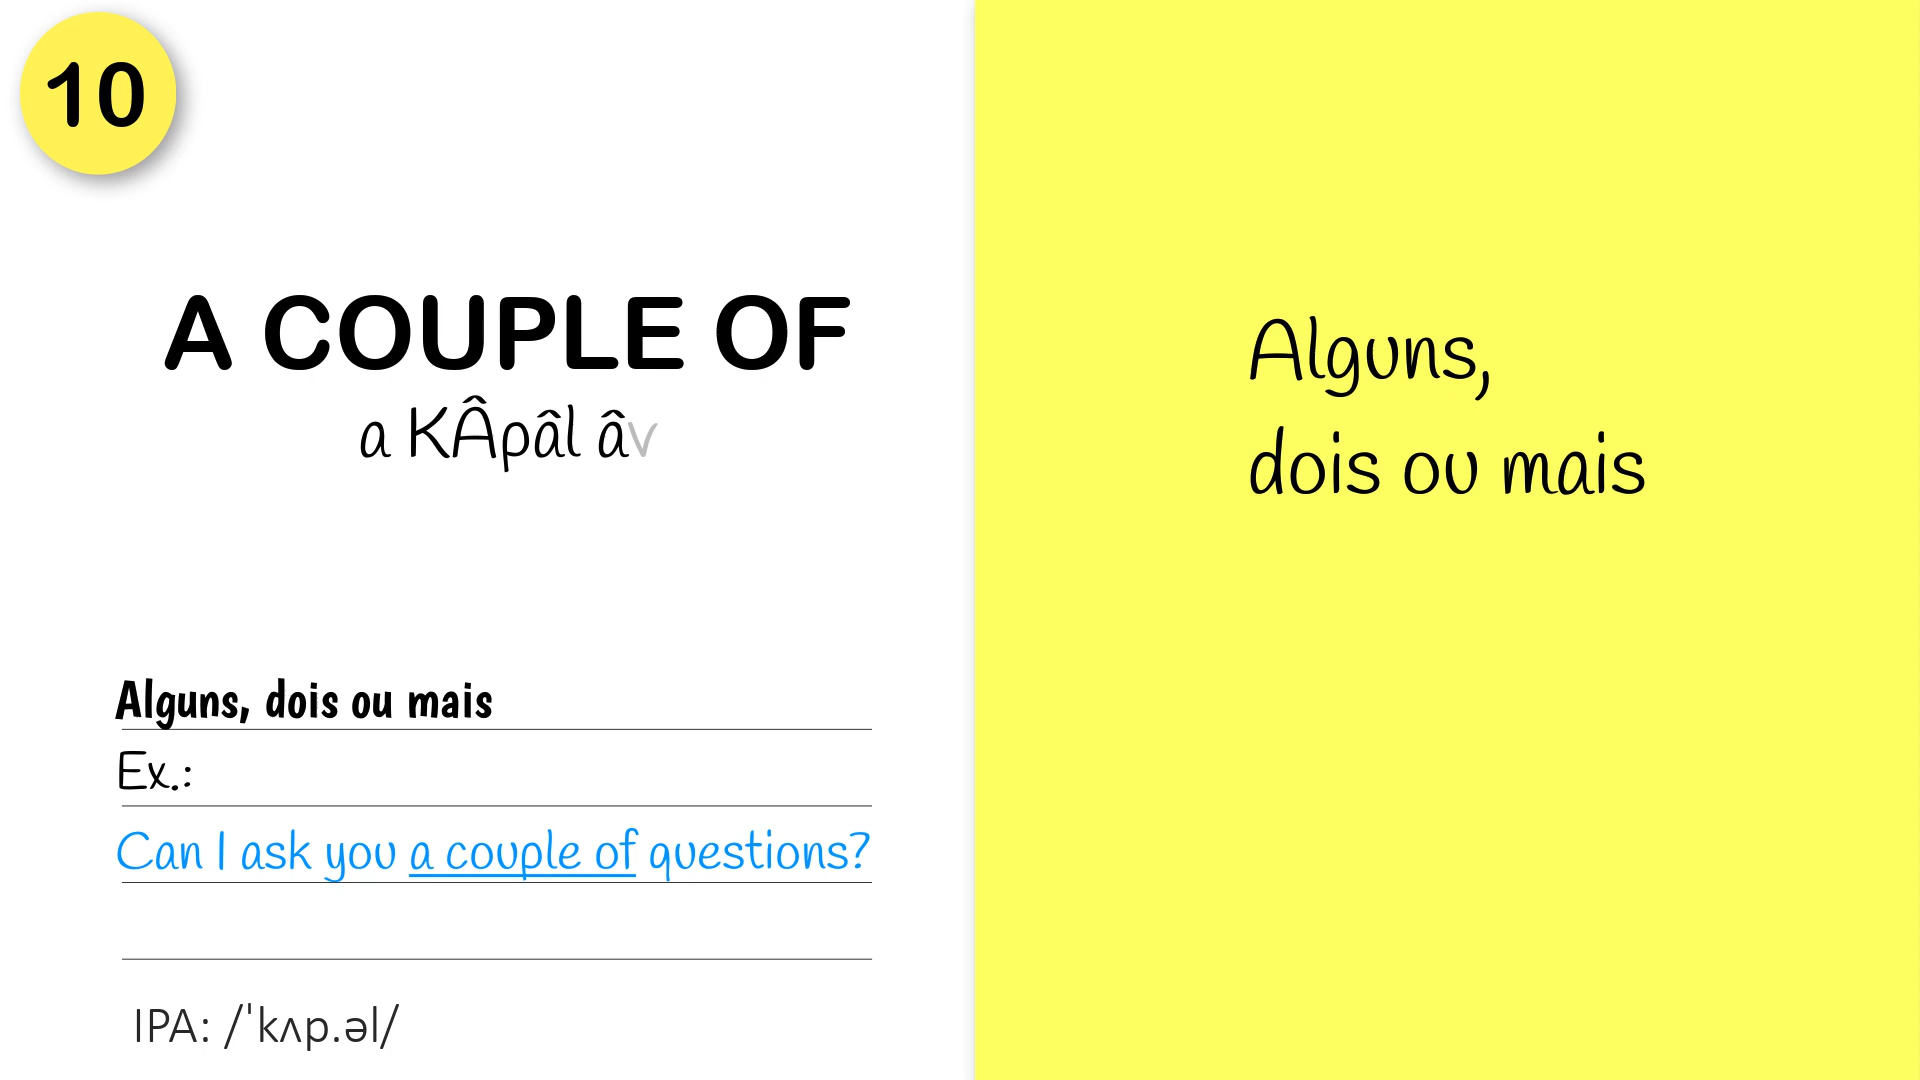 10
A COUPLE OF
a KÂpâl âv
Alguns,
dois ou mais
Alguns, dois ou mais
Ex.:
Can I ask you a couple of questions?
IPA: /ˈkʌp.əl/